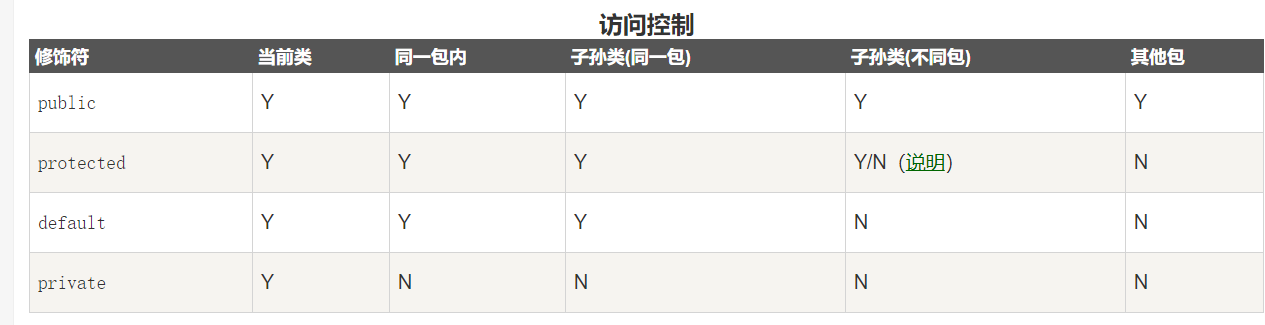 访问控制
修饰符 当前类 同一包内 子孙类(同一包) 子孙类(不同包) 其他包
public Y Y Y Y Y
protected Y Y Y Y/N（说明） N
default Y Y Y N N
private Y N N N N